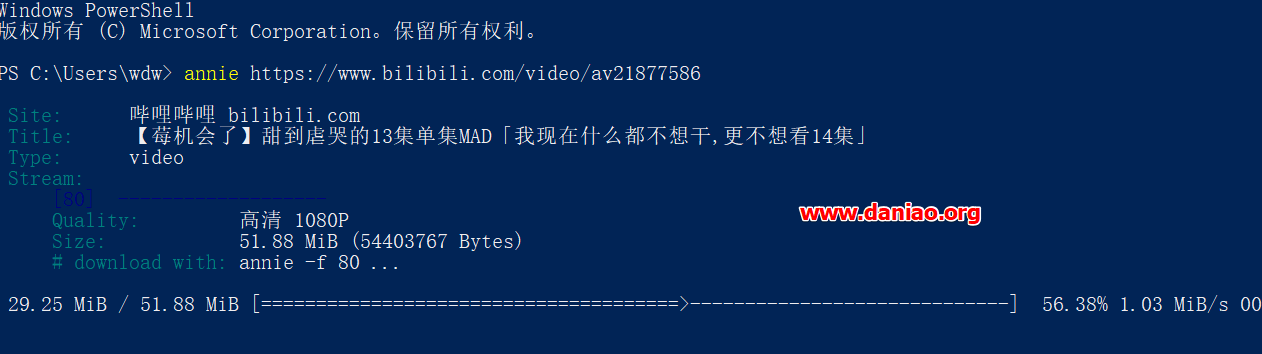 Windows PowerShell
版权所有 (C) Microsoft Corporation。保留所有权利。
PS C:\Users\wdw> annie https://www.bilibili.com/video/av21877586
Site: 哔哩哔哩 bilibili.com
Title: 【莓机会了】甜到虐哭的13集单集MAD「我现在什么都不想干,更不想看14集」
Type: video
Stream:
[80] -------------------
Quality: 高清 1080P
www.daniao.org
Size: 51.88 MiB (54403767 Bytes)
# download with: annie -f 80 ...
29.25 MiB / 51.88 MiB [======================================>-----------------------------] 56.38% 1.03 MiB/s 00